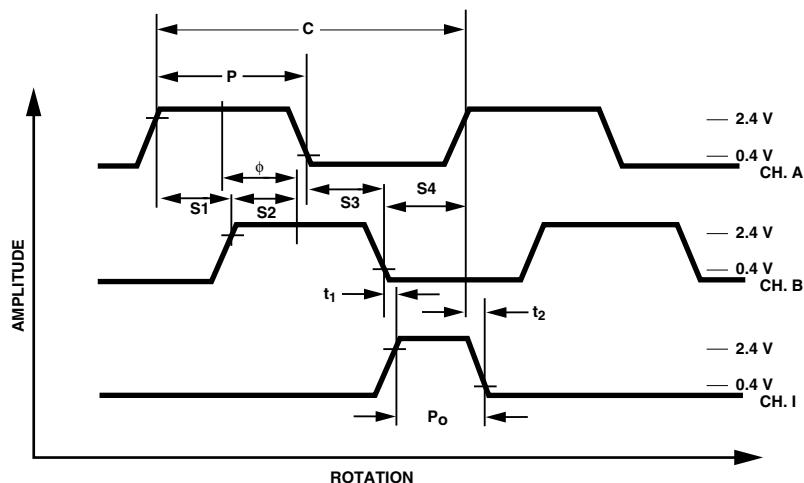 C
P
2.4 V
0.4 V
CH. A
ϕ
S1
S2
S3
S4
2.4 V
0.4 V
CH. B
t1
t2
2.4 V
0.4 V
CH. I
Po
AMPLITUDE
ROTATION